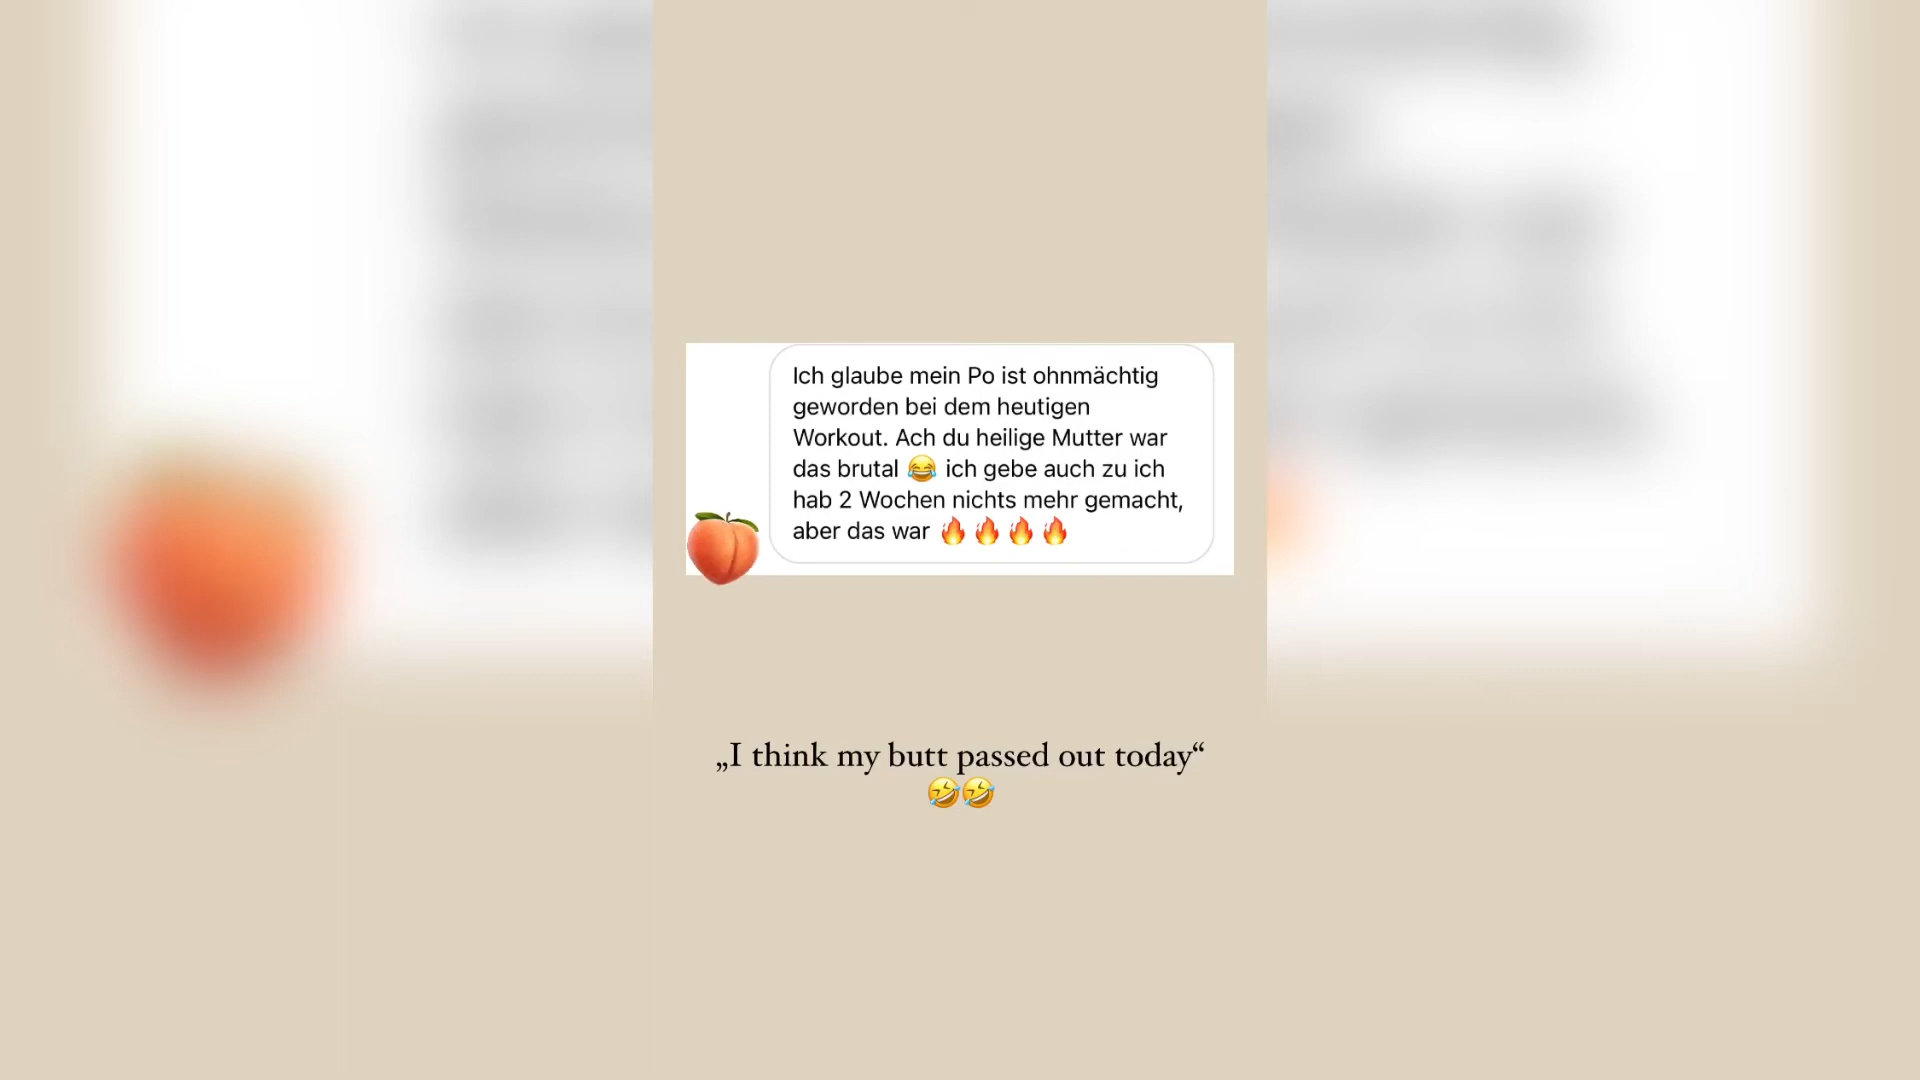 Ich glaube mein Po ist ohnmächtig
geworden bei dem heutigen
Workout. Ach du heilige Mutter war
das brutal 😂 ich gebe auch zu ich
hab 2 Wochen nichts mehr gemacht,
aber das war 🔥🔥🔥🔥
„I think my butt passed out today“
🤣🤣